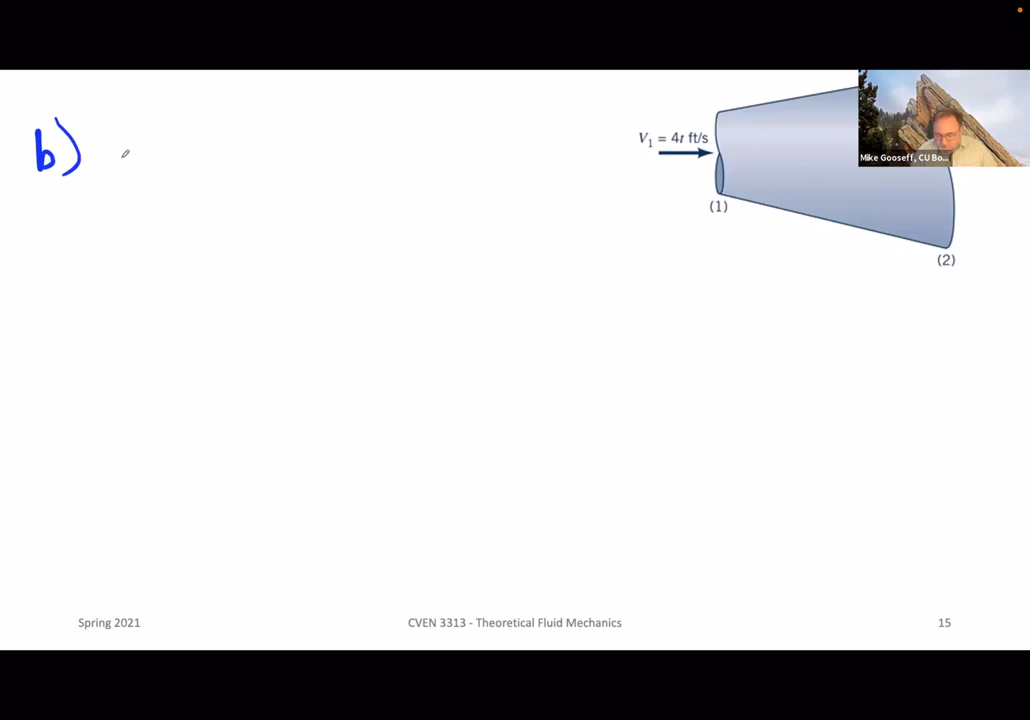 b)
V₁ = 4t ft/s
Mike Gooseff, CU Bo...
(1)
(2)
Spring 2021
CVEN 3313 - Theoretical Fluid Mechanics
15